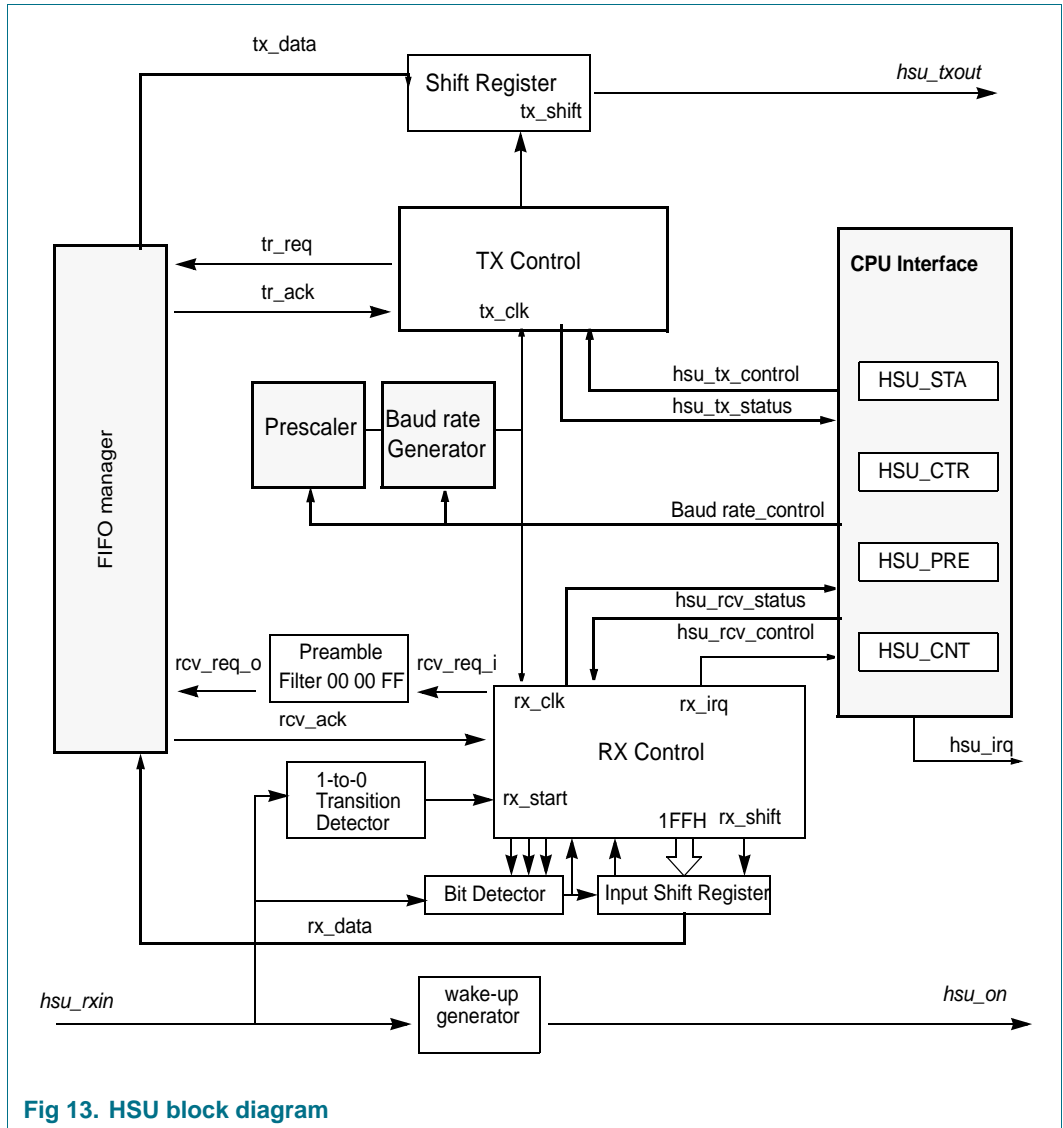 tx_data
Shift Register
tx_shift
hsu_txout
tr_req
TX Control
CPU Interface
tr_ack
tx_clk
hsu_tx_control
HSU_STA
hsu_tx_status
Prescaler
Baud rate
Generator
HSU_CTR
Baud rate_control
FIFO manager
HSU_PRE
hsu_rcv_status
hsu_rcv_control
HSU_CNT
rcv_req_o
Preamble
Filter 00 00 FF
rcv_req_i
rx_clk
rx_irq
rcv_ack
RX Control
hsu_irq
1-to-0
Transition
Detector
rx_start
1FFH
rx_shift
Bit Detector
Input Shift Register
rx_data
hsu_rxin
wake-up
generator
hsu_on
Fig 13. HSU block diagram